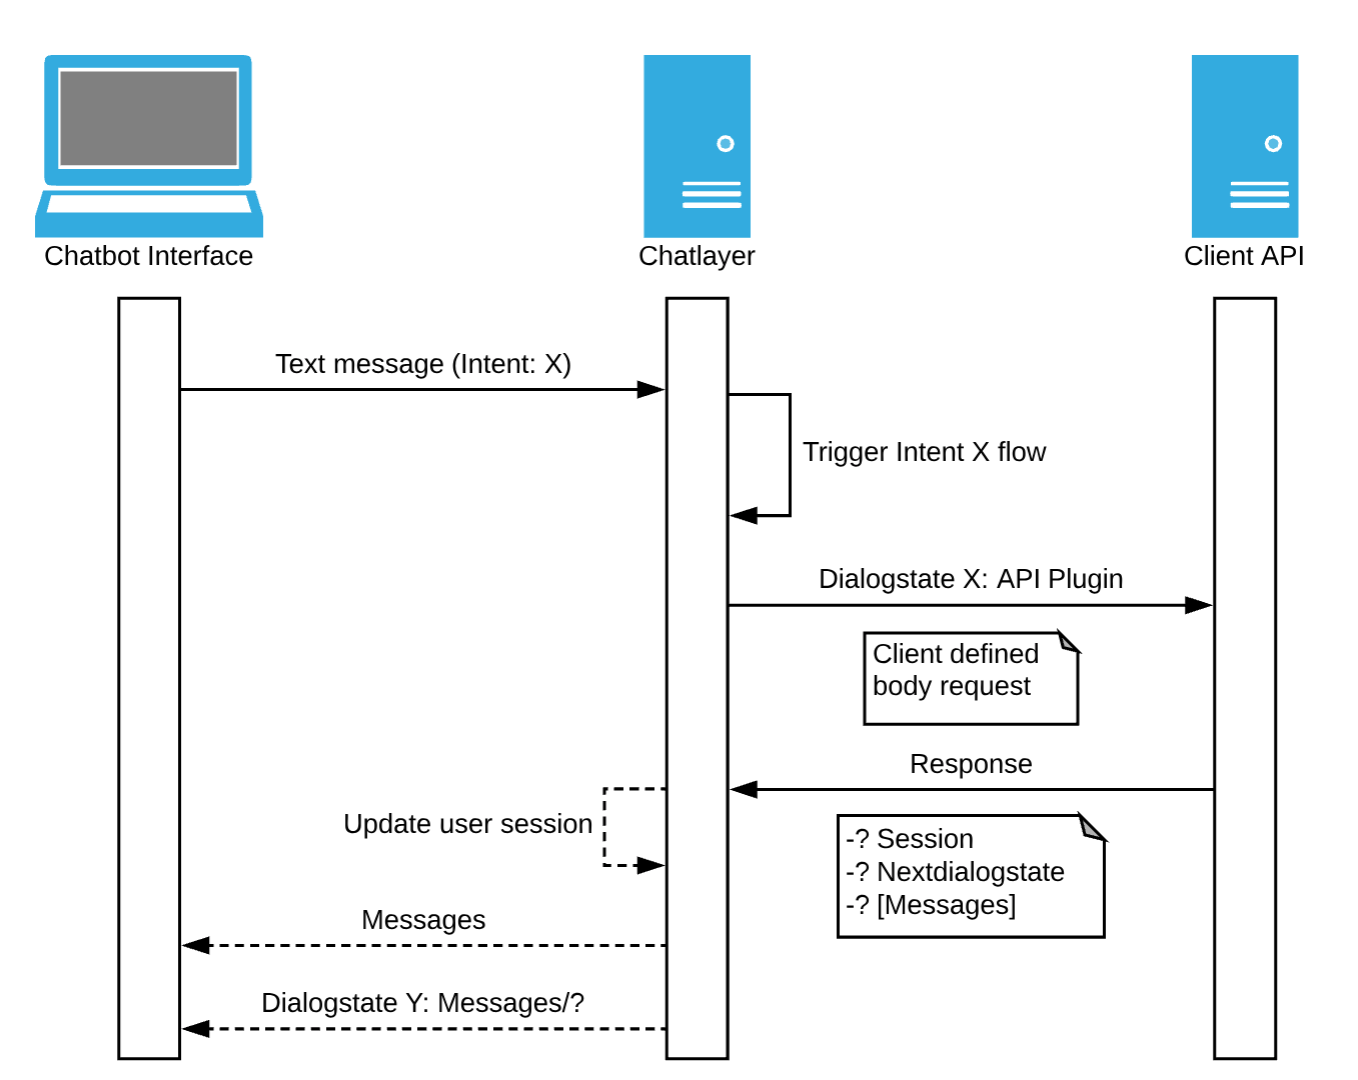 Chatbot Interface
Chatlayer
Client API
Text message (Intent: X)
Trigger Intent X flow
Dialogstate X: API Plugin
Client defined
body request
Response
Update user session
-? Session
-? Nextdialogstate
-? [Messages]
Messages
Dialogstate Y: Messages/?